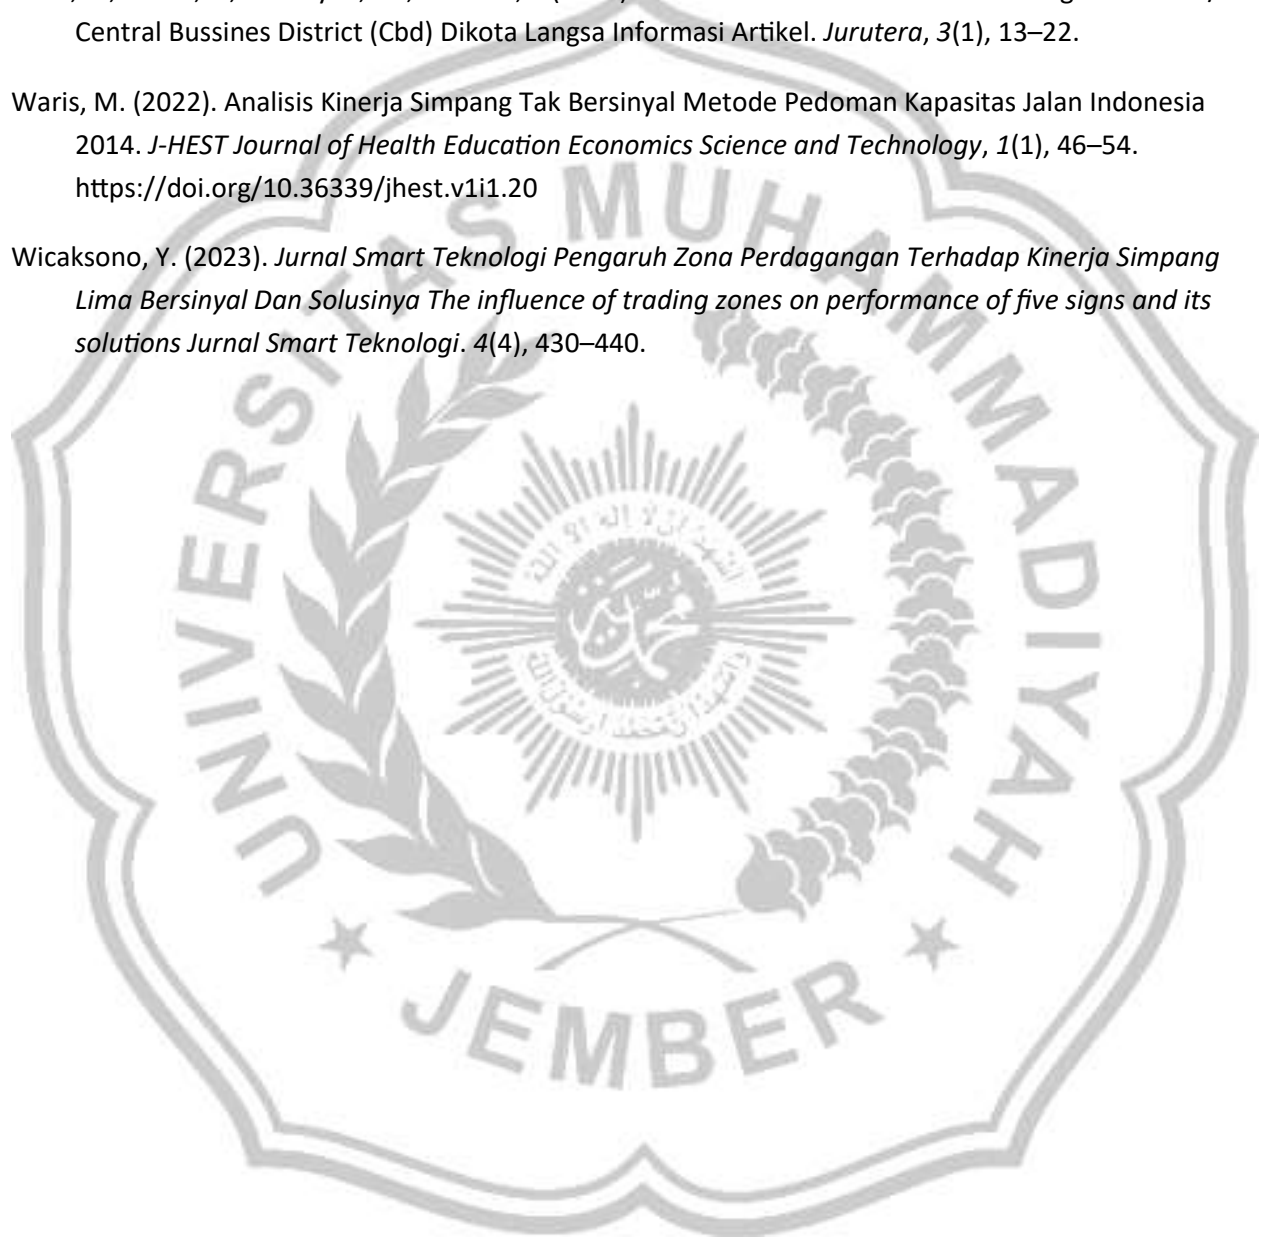 Central Bussines District (Cbd) Dikota Langsa Informasi Artikel. Jurutera, 3(1), 13–22.
Waris, M. (2022). Analisis Kinerja Simpang Tak Bersinyal Metode Pedoman Kapasitas Jalan Indonesia
2014. J-HEST Journal of Health Education Economics Science and Technology, 1(1), 46–54.
https://doi.org/10.36339/jhest.v1i1.20
Wicaksono, Y. (2023). Jurnal Smart Teknologi Pengaruh Zona Perdagangan Terhadap Kinerja Simpang
Lima Bersinyal Dan Solusinya The influence of trading zones on performance of five signs and its
solutions Jurnal Smart Teknologi. 4(4), 430–440.
UNIVERSITAS MUHAMMADIYAH
JEMBER